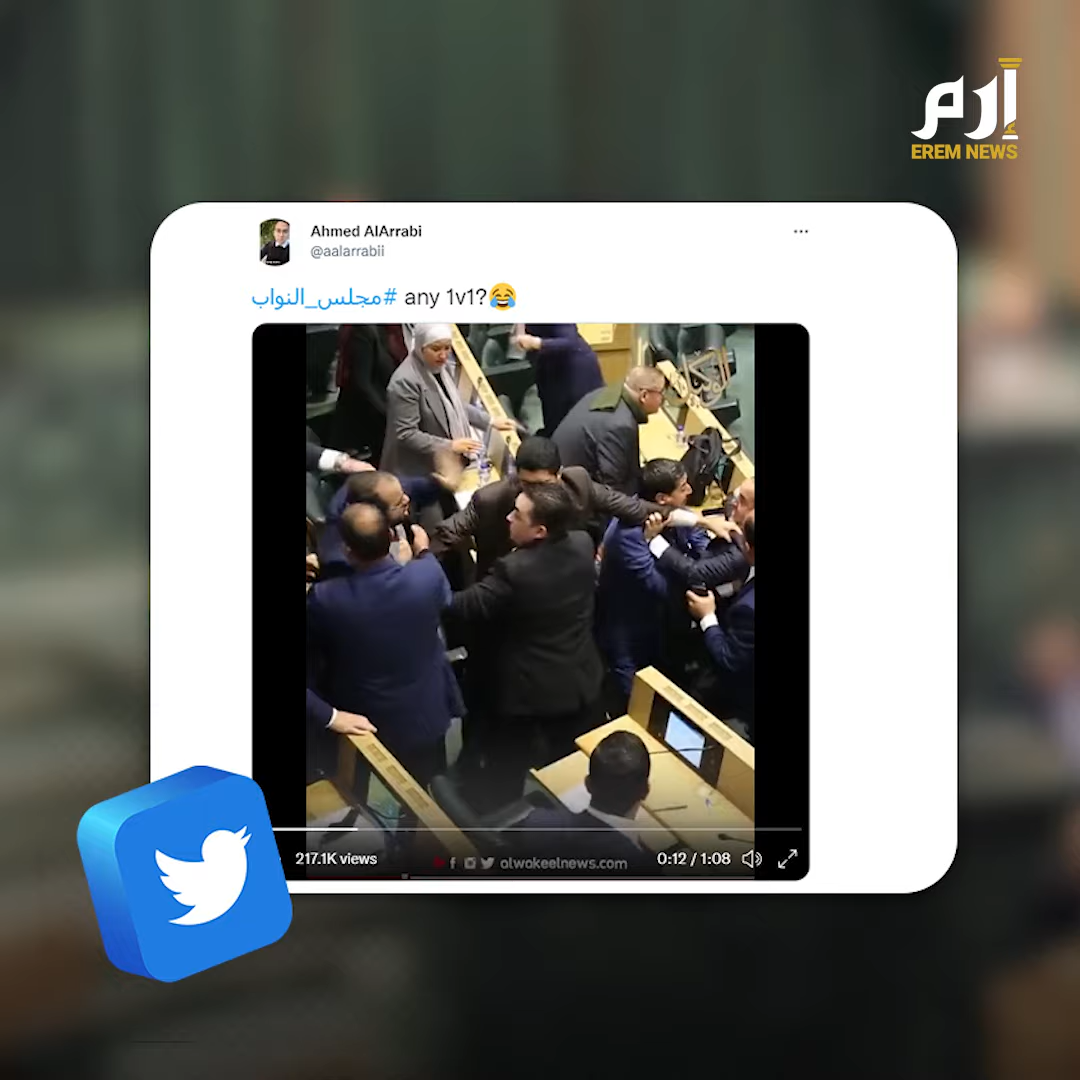 إرم
EREM NEWS
Ahmed AlArrabi
@aalarrabii
#مجلس_النواب any 1v1?😂
217.1K views
alwakeelnews.com
0:12 / 1:08